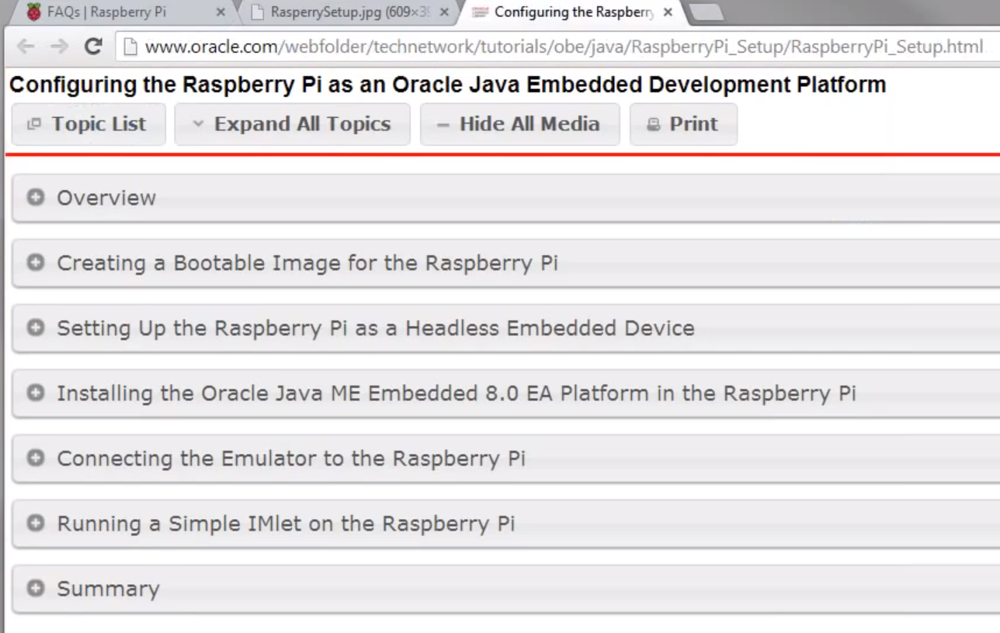 FAQs | Raspberry Pi
RasperrySetup.jpg (609×39
Configuring the Raspberry
www.oracle.com/webfolder/technetwork/tutorials/obe/java/RaspberryPi_Setup/RaspberryPi_Setup.html
Configuring the Raspberry Pi as an Oracle Java Embedded Development Platform
Topic List
Expand All Topics
Hide All Media
Print
Overview
Creating a Bootable Image for the Raspberry Pi
Setting Up the Raspberry Pi as a Headless Embedded Device
Installing the Oracle Java ME Embedded 8.0 EA Platform in the Raspberry Pi
Connecting the Emulator to the Raspberry Pi
Running a Simple IMlet on the Raspberry Pi
Summary